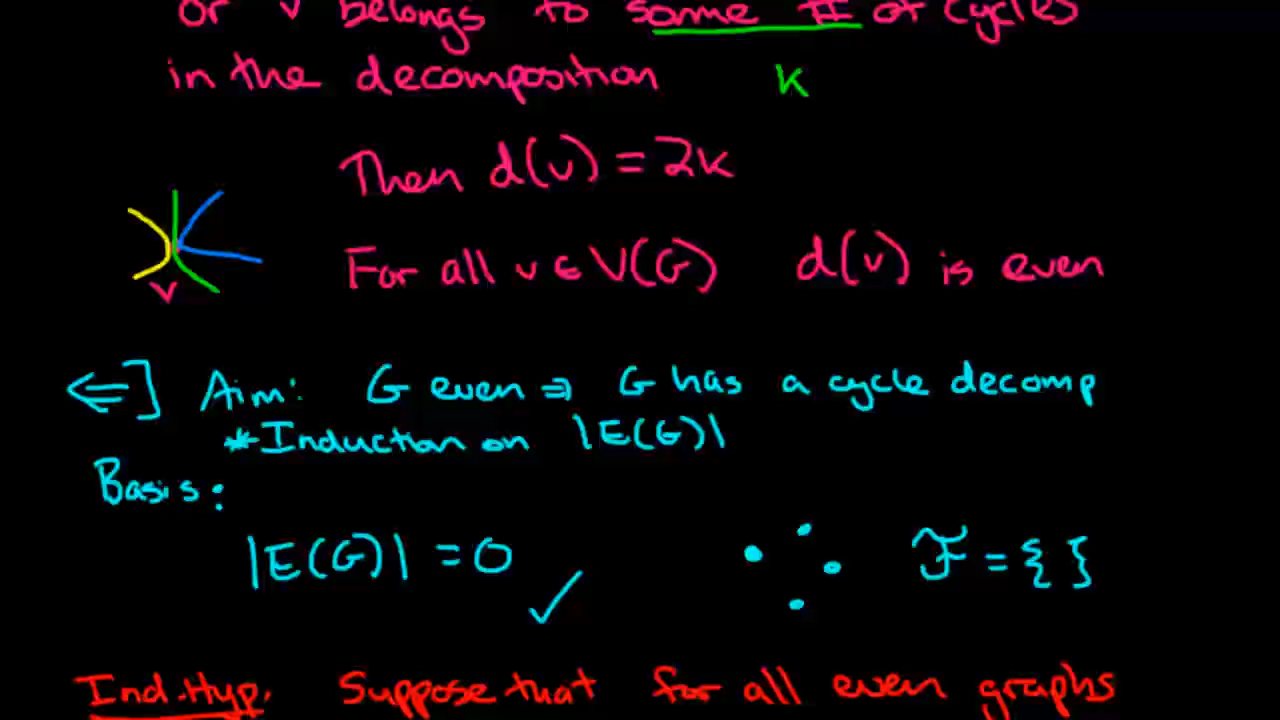 or v belongs to some # of cycles
in the decomposition k
Then d(v) = 2k
For all v ∈ V(G) d(v) is even
v
⇐] Aim: G even ⇒ G has a cycle decomp
*Induction on |E(G)|
Basis:
|E(G)| = 0 ✓ ℱ = { }
Ind. Hyp. Suppose that for all even graphs